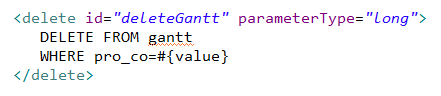 <delete id="deleteGantt" parameterType="long">
DELETE FROM gantt
WHERE pro_co=#{value}
</delete>